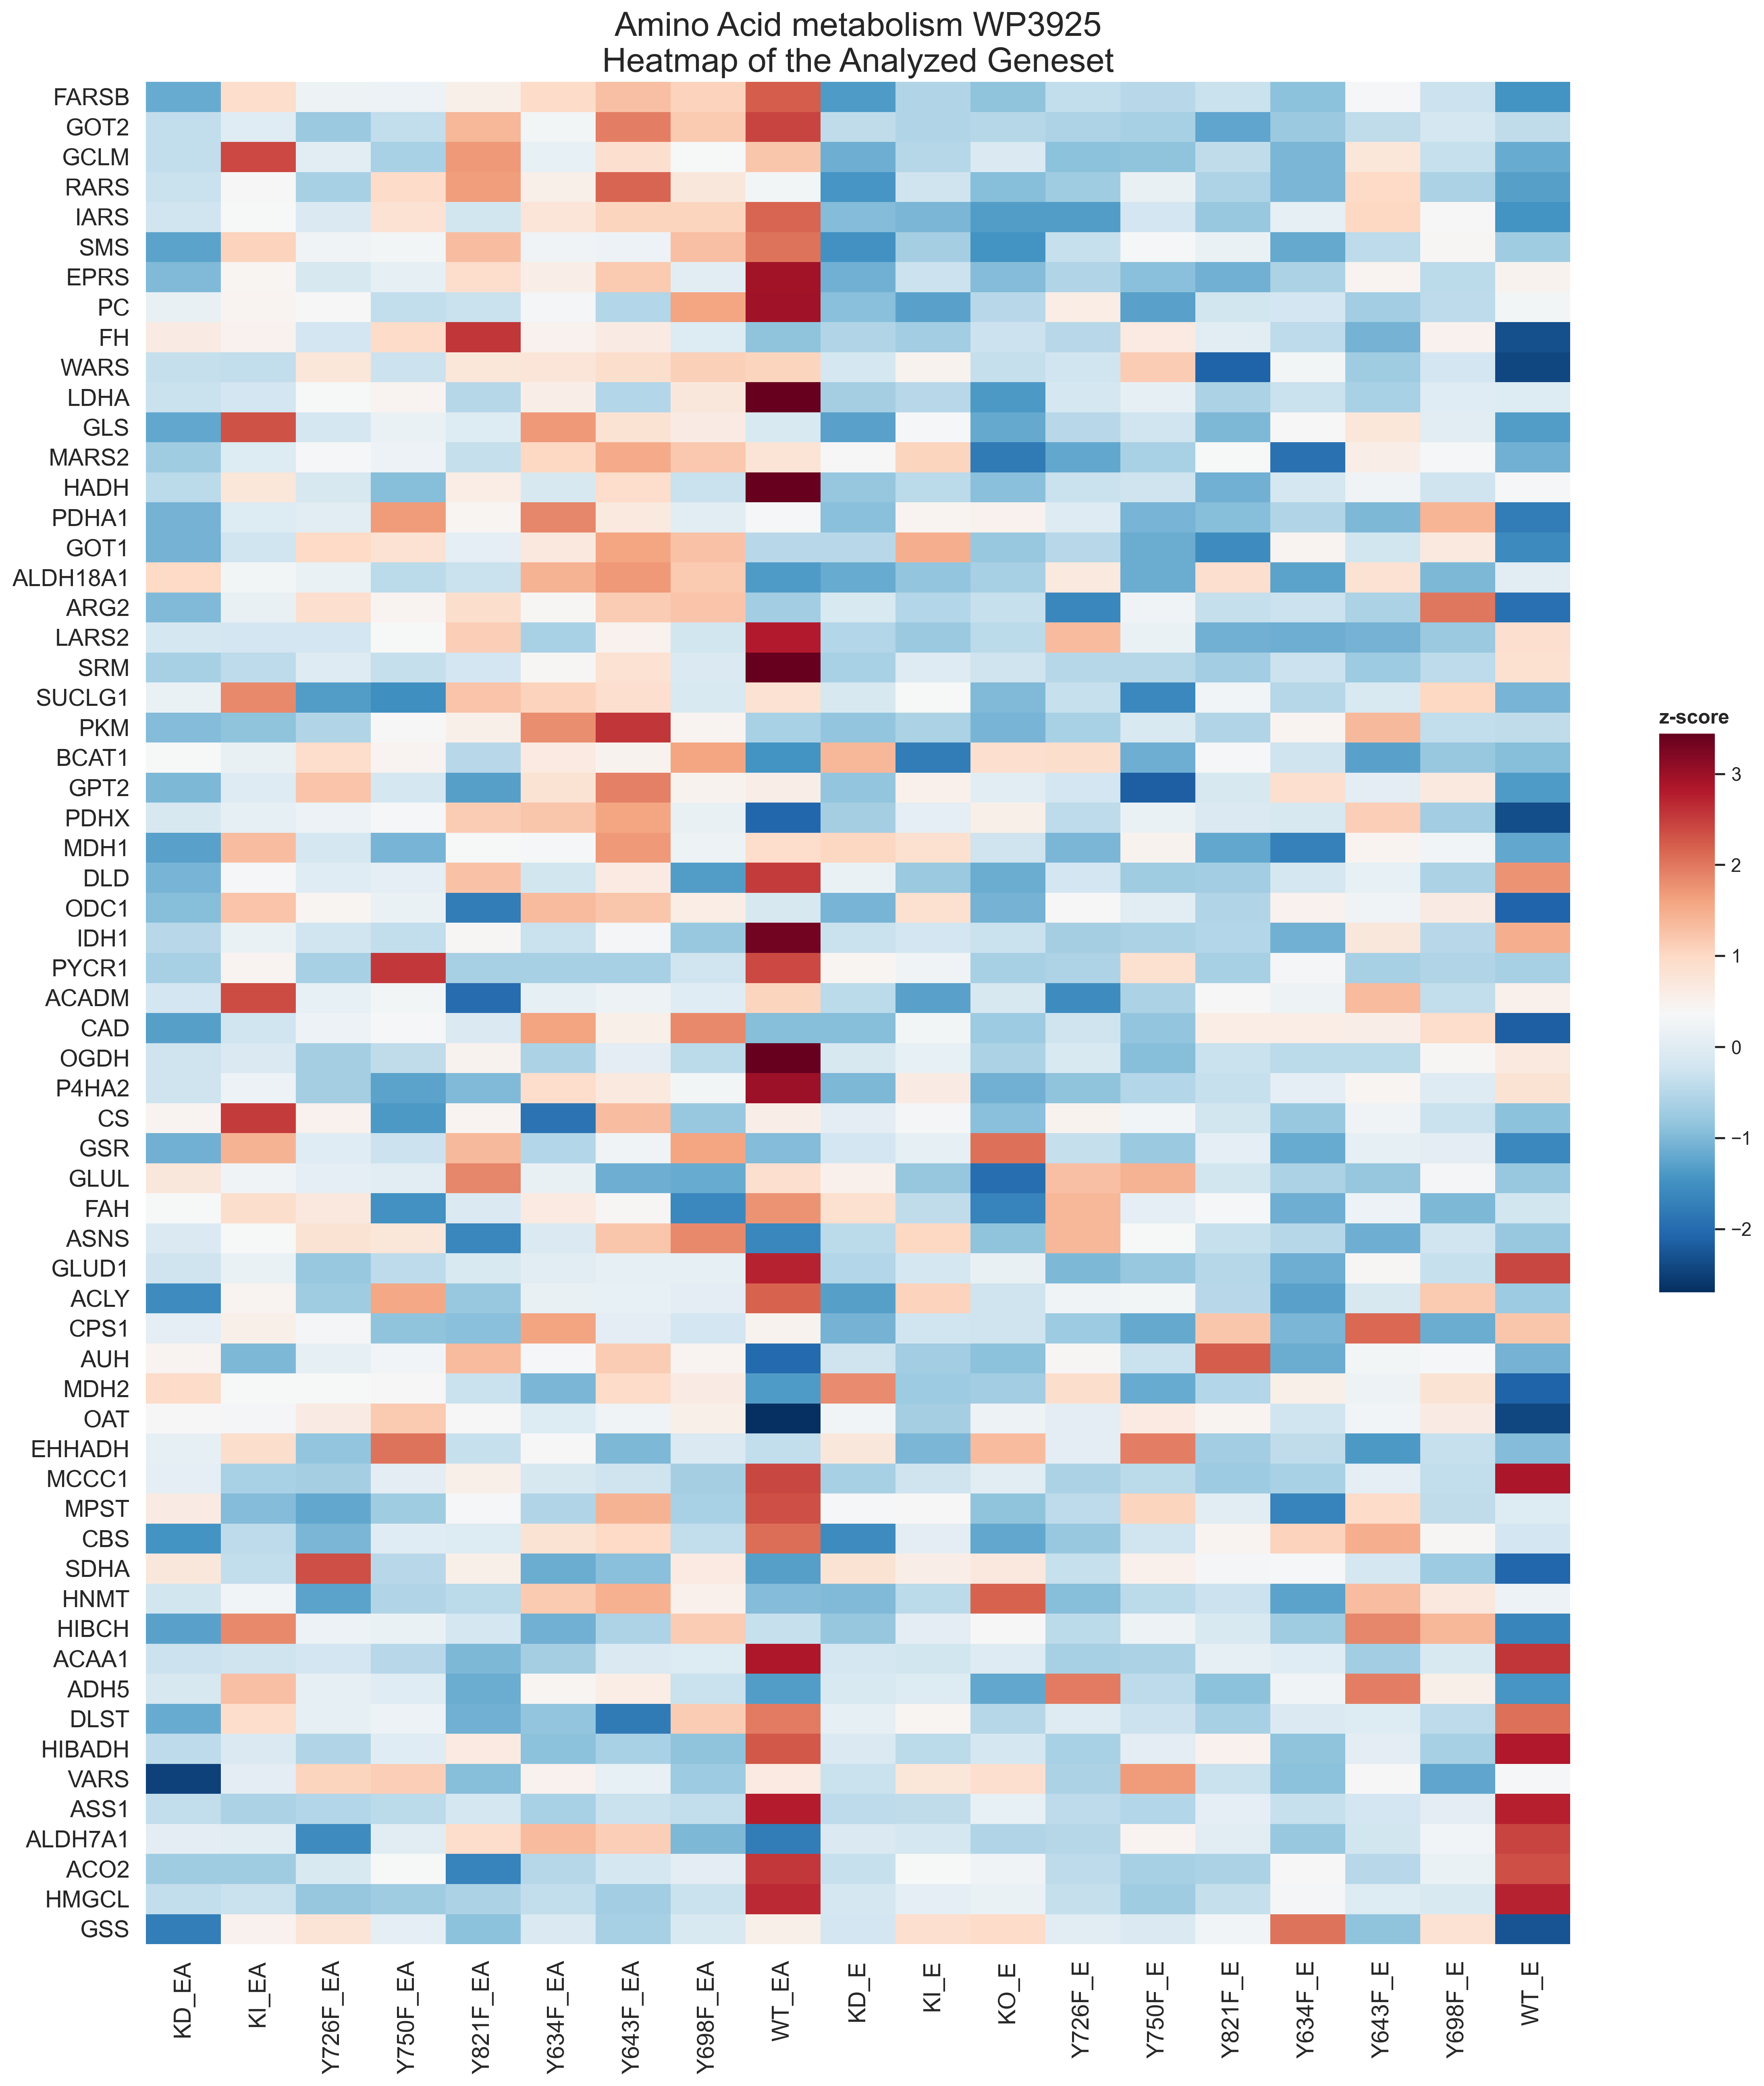 Amino Acid metabolism WP3925
Heatmap of the Analyzed Geneset
FARSB
GOT2
GCLM
RARS
IARS
SMS
EPRS
PC
FH
WARS
LDHA
GLS
MARS2
HADH
PDHA1
GOT1
ALDH18A1
ARG2
LARS2
SRM
SUCLG1
PKM
BCAT1
GPT2
PDHX
MDH1
DLD
ODC1
IDH1
PYCR1
ACADM
CAD
OGDH
P4HA2
CS
GSR
GLUL
FAH
ASNS
GLUD1
ACLY
CPS1
AUH
MDH2
OAT
EHHADH
MCCC1
MPST
CBS
SDHA
HNMT
HIBCH
ACAA1
ADH5
DLST
HIBADH
VARS
ASS1
ALDH7A1
ACO2
HMGCL
GSS
KD_EA
KI_EA
Y726F_EA
Y750F_EA
Y821F_EA
Y634F_EA
Y643F_EA
Y698F_EA
WT_EA
KD_E
KI_E
KO_E
Y726F_E
Y750F_E
Y821F_E
Y634F_E
Y643F_E
Y698F_E
WT_E
z-score
3
2
1
0
−1
−2